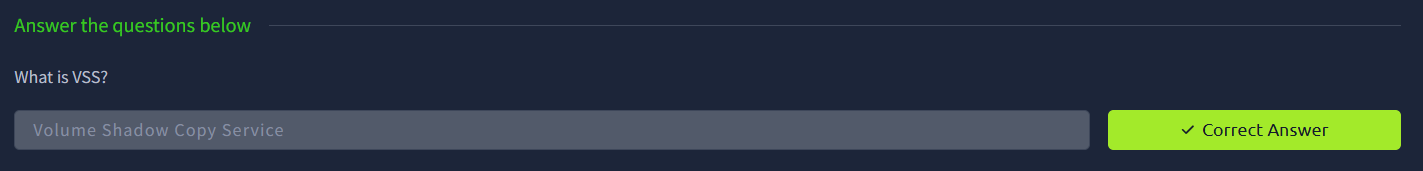 Answer the questions below
What is VSS?
Volume Shadow Copy Service
Correct Answer